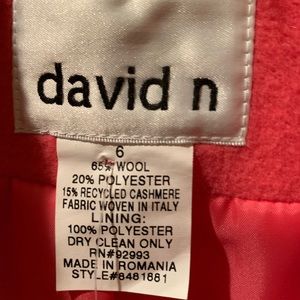 david n
6
65% WOOL
20% POLYESTER
15% RECYCLED CASHMERE
FABRIC WOVEN IN ITALY
LINING:
100% POLYESTER
DRY CLEAN ONLY
RN#92993
MADE IN ROMANIA
STYLE#8481881